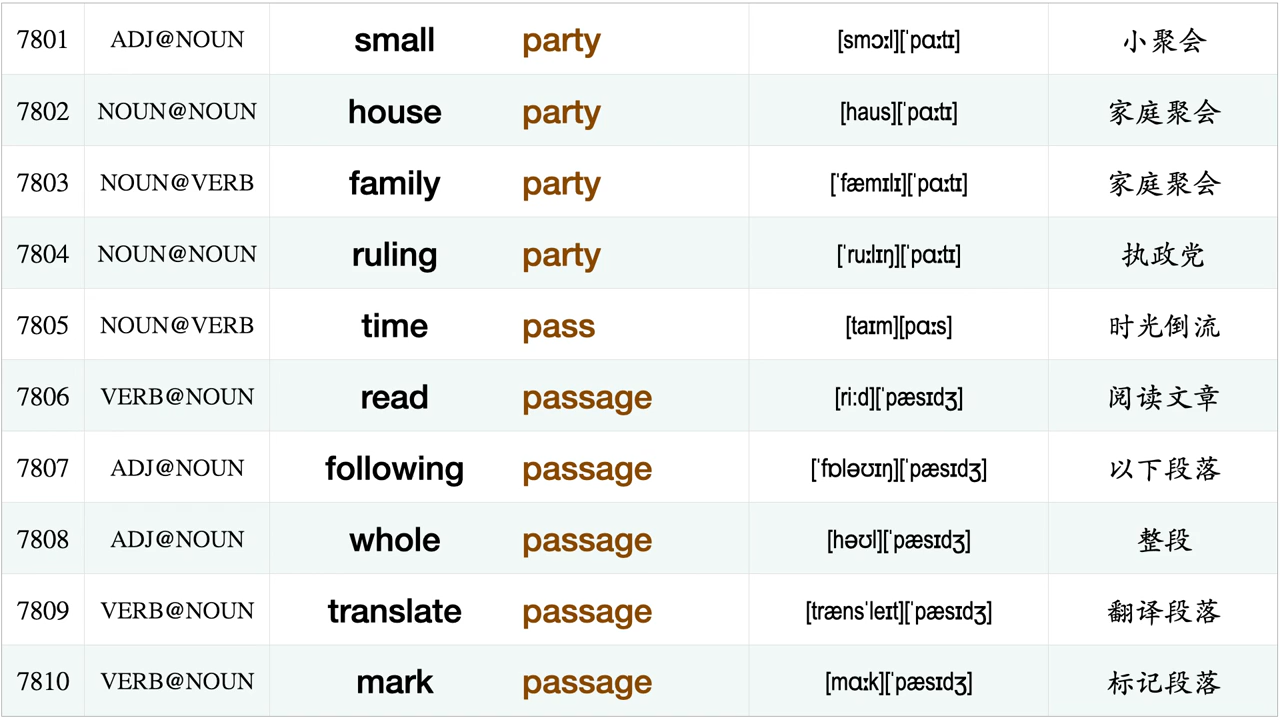 7801 ADJ@NOUN small party [smɔːl][ˈpɑːtɪ] 小聚会
7802 NOUN@NOUN house party [haus][ˈpɑːtɪ] 家庭聚会
7803 NOUN@VERB family party [ˈfæmɪlɪ][ˈpɑːtɪ] 家庭聚会
7804 NOUN@NOUN ruling party [ˈruːlɪŋ][ˈpɑːtɪ] 执政党
7805 NOUN@VERB time pass [taɪm][pɑːs] 时光倒流
7806 VERB@NOUN read passage [riːd][ˈpæsɪdʒ] 阅读文章
7807 ADJ@NOUN following passage [ˈfɒləʊɪŋ][ˈpæsɪdʒ] 以下段落
7808 ADJ@NOUN whole passage [həʊl][ˈpæsɪdʒ] 整段
7809 VERB@NOUN translate passage [trænsˈleɪt][ˈpæsɪdʒ] 翻译段落
7810 VERB@NOUN mark passage [mɑːk][ˈpæsɪdʒ] 标记段落